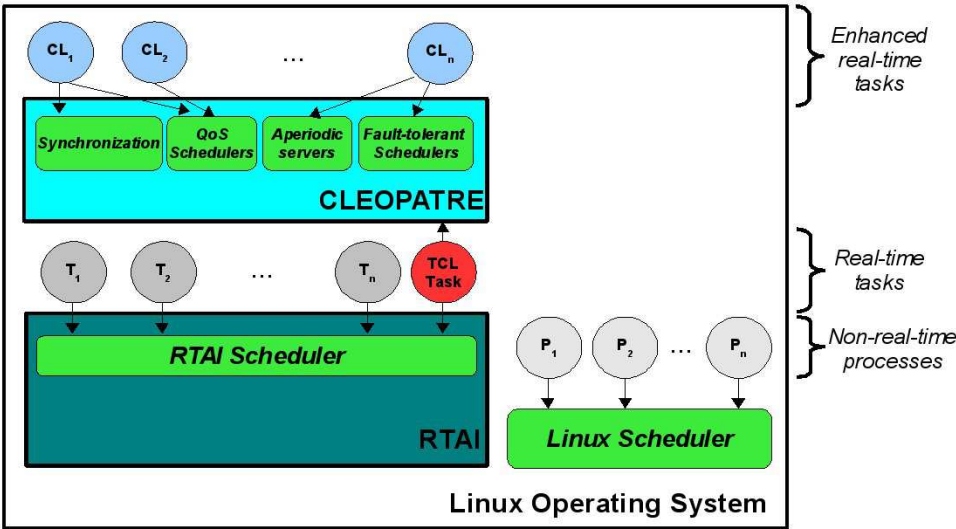 CL1 CL2 ... CLn
Enhanced
real-time
tasks
Synchronization
QoS
Schedulers
Aperiodic
servers
Fault-tolerant
Schedulers
CLEOPATRE
T1 T2 ... Tn
TCL
Task
Real-time
tasks
RTAI Scheduler
RTAI
P1 P2 ... Pn
Non-real-time
processes
Linux Scheduler
Linux Operating System